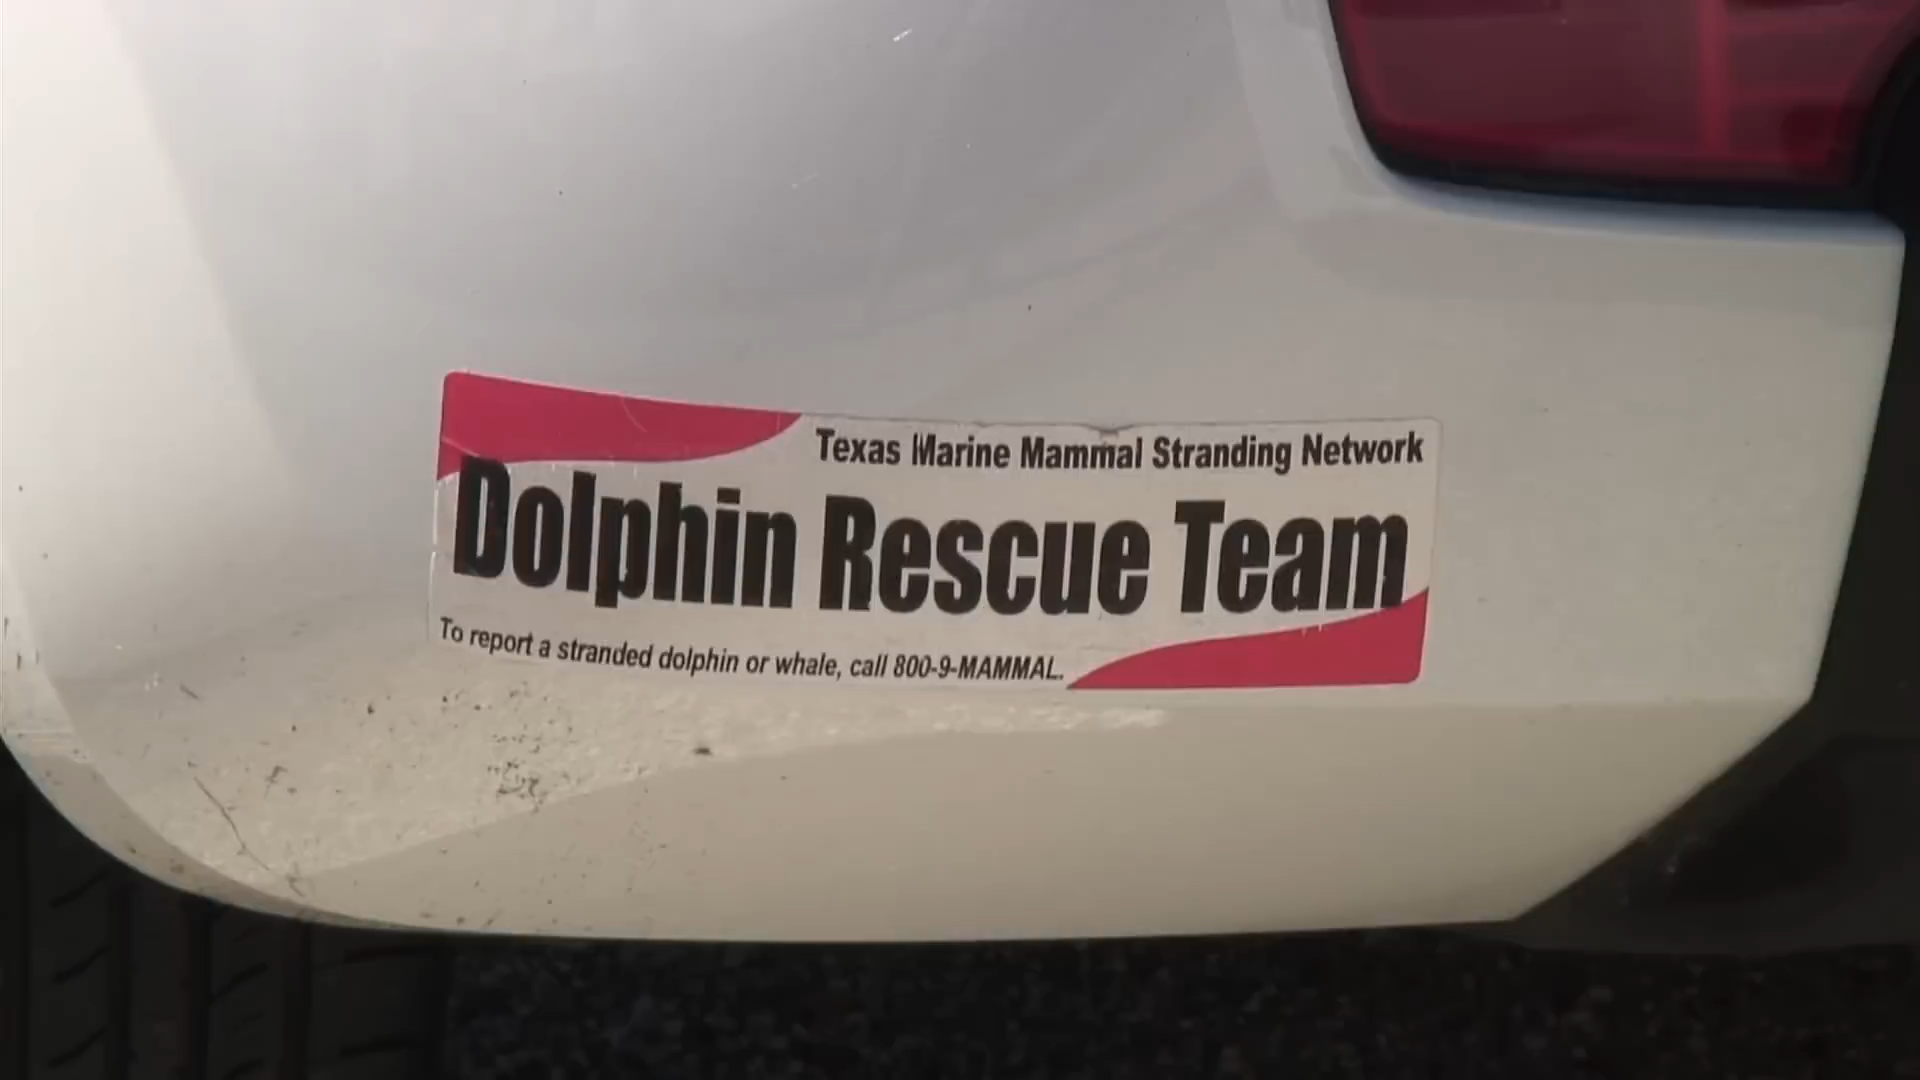 Texas Marine Mammal Stranding Network
Dolphin Rescue Team
To report a stranded dolphin or whale, call 800-9-MAMMAL.